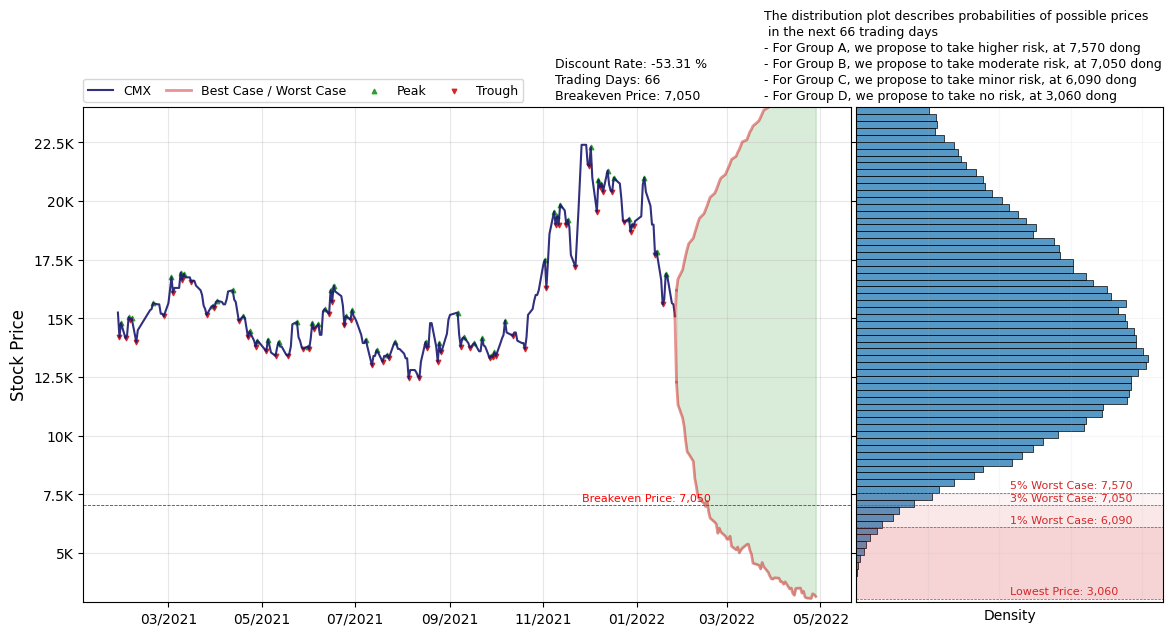 The distribution plot describes probabilities of possible prices
in the next 66 trading days
- For Group A, we propose to take higher risk, at 7,570 dong
- For Group B, we propose to take moderate risk, at 7,050 dong
- For Group C, we propose to take minor risk, at 6,090 dong
- For Group D, we propose to take no risk, at 3,060 dong
Discount Rate: -53.31 %
Trading Days: 66
Breakeven Price: 7,050
CMX Best Case / Worst Case Peak Trough
Stock Price
22.5K
20K
17.5K
15K
12.5K
10K
7.5K
5K
Breakeven Price: 7,050
5% Worst Case: 7,570
3% Worst Case: 7,050
1% Worst Case: 6,090
Lowest Price: 3,060
03/2021 05/2021 07/2021 09/2021 11/2021 01/2022 03/2022 05/2022
Density